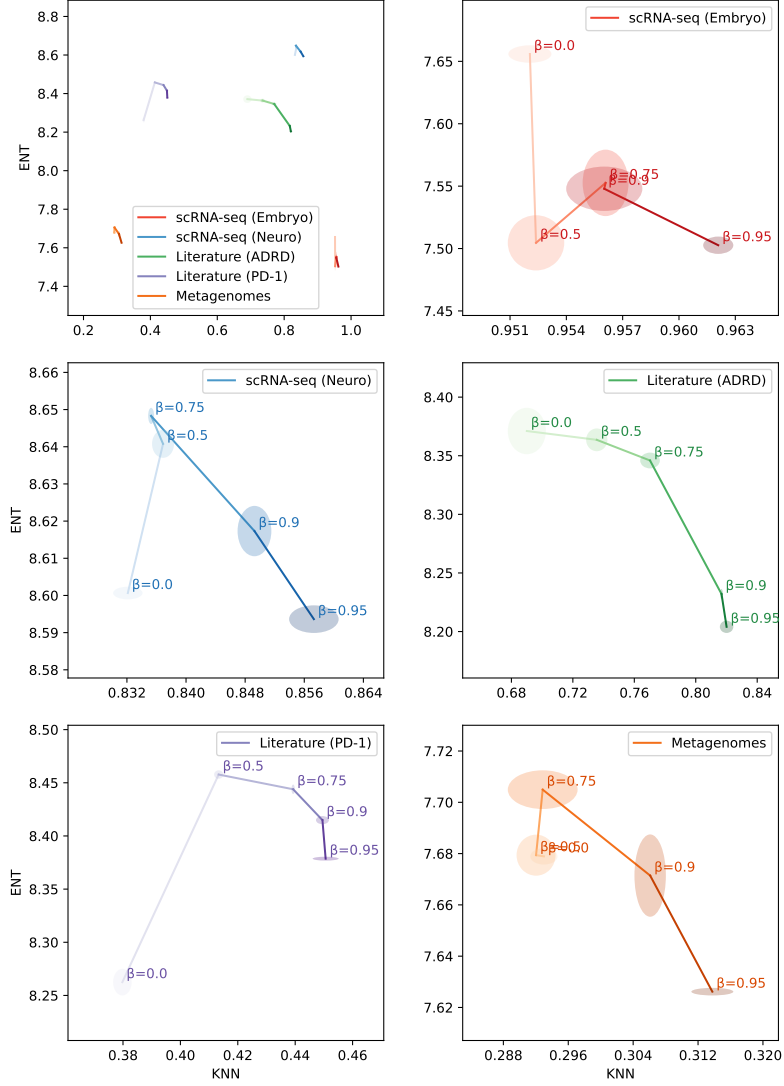 8.8
8.6
8.4
8.2
8.0
7.8
7.6
7.4
ENT
0.2 0.4 0.6 0.8 1.0
scRNA-seq (Embryo)
scRNA-seq (Neuro)
Literature (ADRD)
Literature (PD-1)
Metagenomes
scRNA-seq (Embryo)
7.65
7.60
7.55
7.50
7.45
β=0.0
β=0.75
β=0.9
β=0.5
β=0.95
0.951 0.954 0.957 0.960 0.963
scRNA-seq (Neuro)
8.66
8.65
8.64
8.63
8.62
8.61
8.60
8.59
8.58
ENT
β=0.75
β=0.5
β=0.9
β=0.0
β=0.95
0.832 0.840 0.848 0.856 0.864
Literature (ADRD)
8.40
8.35
8.30
8.25
8.20
β=0.0
β=0.5
β=0.75
β=0.9
β=0.95
0.68 0.72 0.76 0.80 0.84
Literature (PD-1)
8.50
8.45
8.40
8.35
8.30
8.25
ENT
β=0.5
β=0.75
β=0.9
β=0.95
β=0.0
0.38 0.40 0.42 0.44 0.46
KNN
Metagenomes
7.72
7.70
7.68
7.66
7.64
7.62
β=0.75
β=0.5
β=0.0
β=0.9
β=0.95
0.288 0.296 0.304 0.312 0.320
KNN